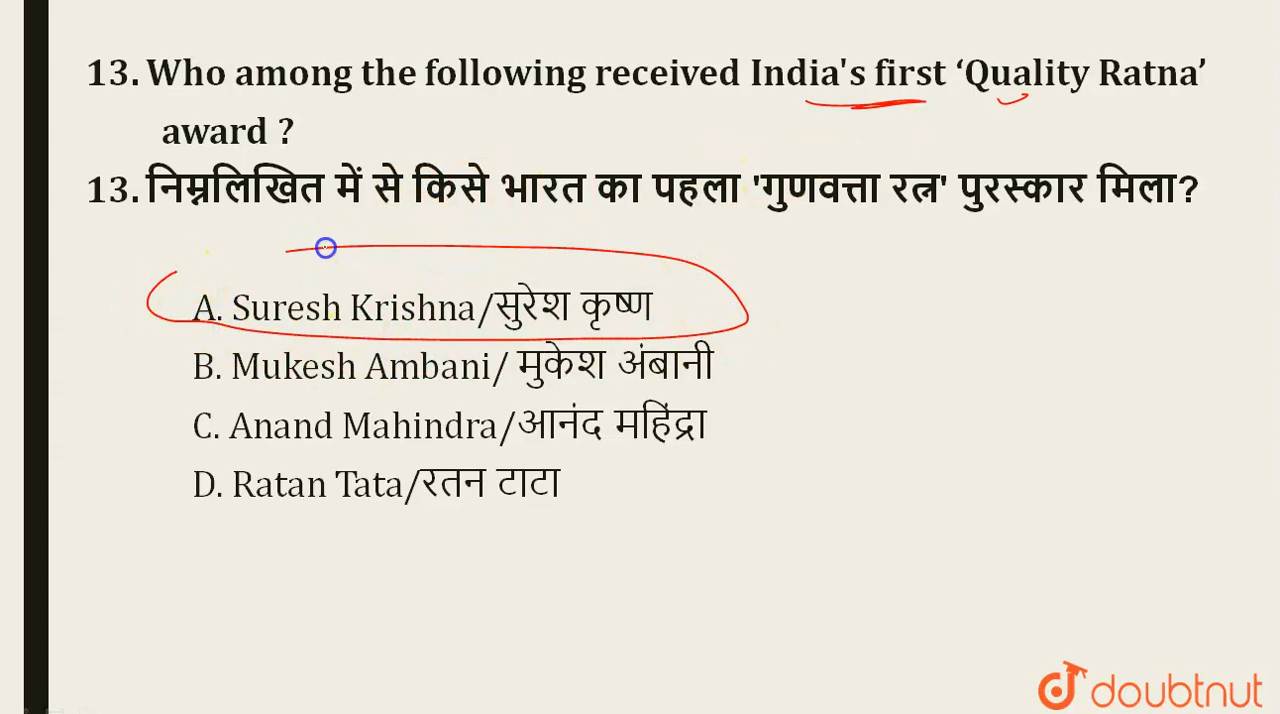 13. Who among the following received India's first ‘Quality Ratna’
award ?
13. निम्नलिखित में से किसे भारत का पहला 'गुणवत्ता रत्न' पुरस्कार मिला?
A. Suresh Krishna/सुरेश कृष्ण
B. Mukesh Ambani/ मुकेश अंबानी
C. Anand Mahindra/आनंद महिंद्रा
D. Ratan Tata/रतन टाटा
doubtnut